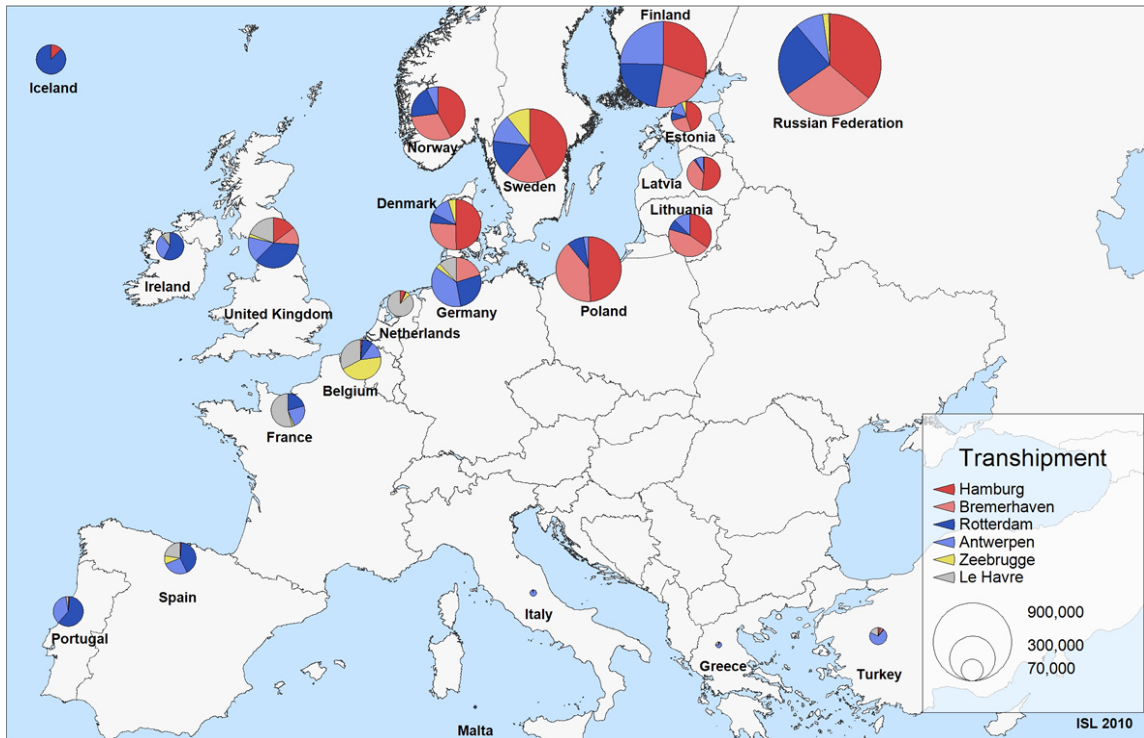 Finland
Iceland
Russian Federation
Norway
Estonia
Sweden
Latvia
Denmark
Lithuania
Ireland
United Kingdom
Germany
Poland
Netherlands
Belgium
France
Spain
Portugal
Italy
Greece
Turkey
Malta
Transhipment
Hamburg
Bremerhaven
Rotterdam
Antwerpen
Zeebrugge
Le Havre
900,000
300,000
70,000
ISL 2010